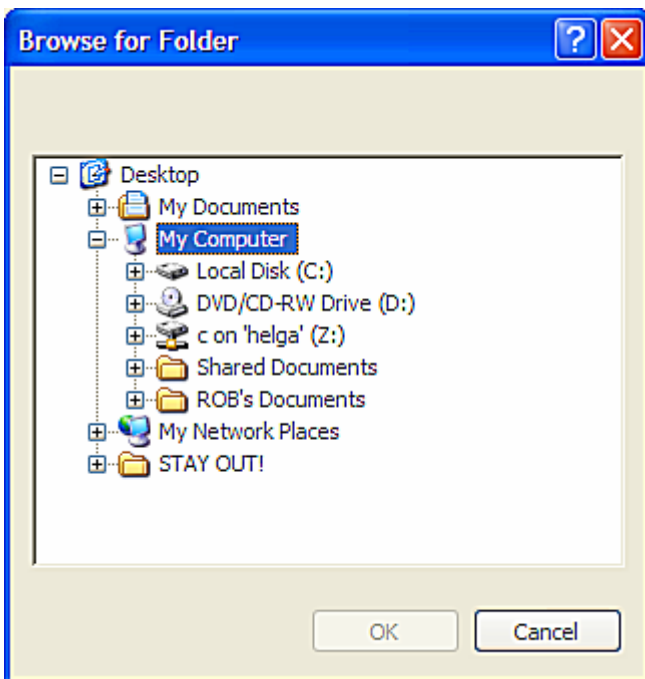 Browse for Folder
Desktop
My Documents
My Computer
Local Disk (C:)
DVD/CD-RW Drive (D:)
c on 'helga' (Z:)
Shared Documents
ROB's Documents
My Network Places
STAY OUT!
OK Cancel